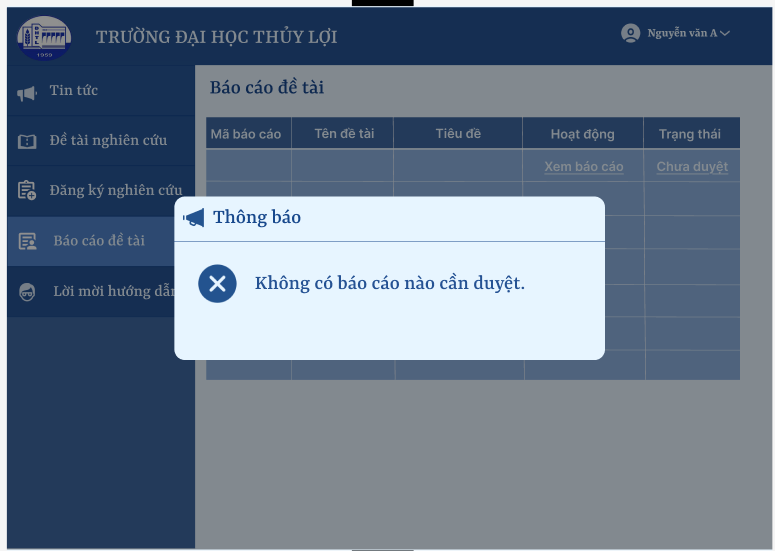 1959
TRƯỜNG ĐẠI HỌC THỦY LỢI
Nguyễn văn A
Tin tức
Đề tài nghiên cứu
Đăng ký nghiên cứu
Báo cáo đề tài
Lời mời hướng dẫn
Báo cáo đề tài
Mã báo cáo Tên đề tài Tiêu đề Hoạt động Trạng thái
Xem báo cáo Chưa duyệt
Thông báo
Không có báo cáo nào cần duyệt.